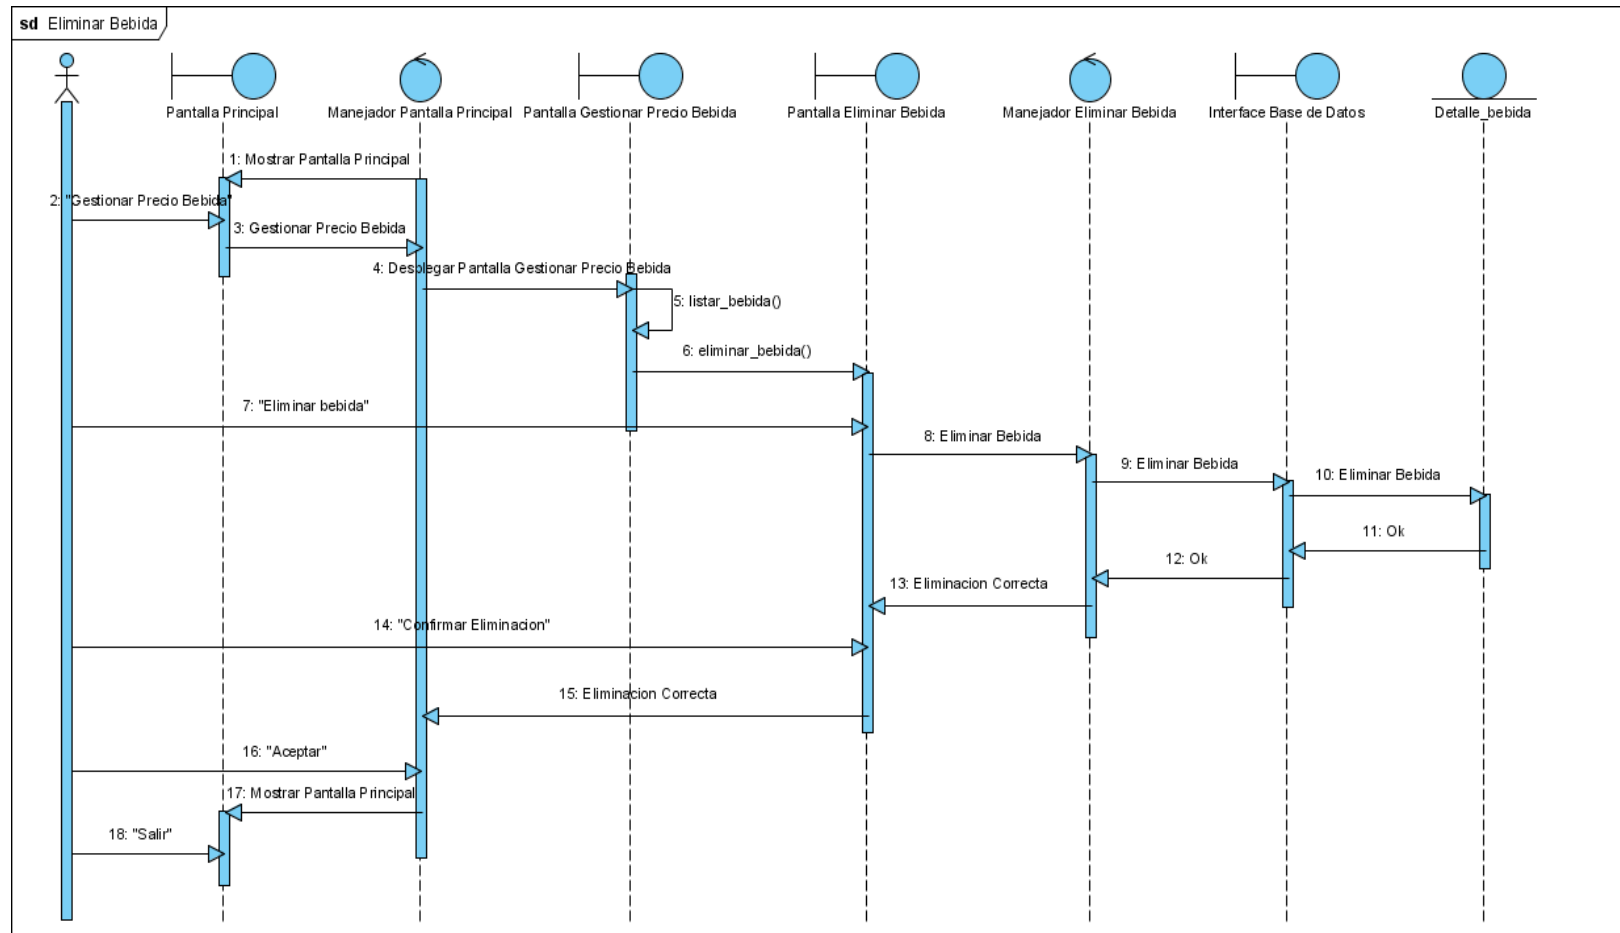 sd Eliminar Bebida
Pantalla Principal
Manejador Pantalla Principal
Pantalla Gestionar Precio Bebida
Pantalla Eliminar Bebida
Manejador Eliminar Bebida
Interface Base de Datos
Detalle_bebida
1: Mostrar Pantalla Principal
2: "Gestionar Precio Bebida"
3: Gestionar Precio Bebida
4: Desplegar Pantalla Gestionar Precio Bebida
5: listar_bebida()
6: eliminar_bebida()
7: "Eliminar bebida"
8: Eliminar Bebida
9: Eliminar Bebida
10: Eliminar Bebida
11: Ok
12: Ok
13: Eliminacion Correcta
14: "Confirmar Eliminacion"
15: Eliminacion Correcta
16: "Aceptar"
17: Mostrar Pantalla Principal
18: "Salir"